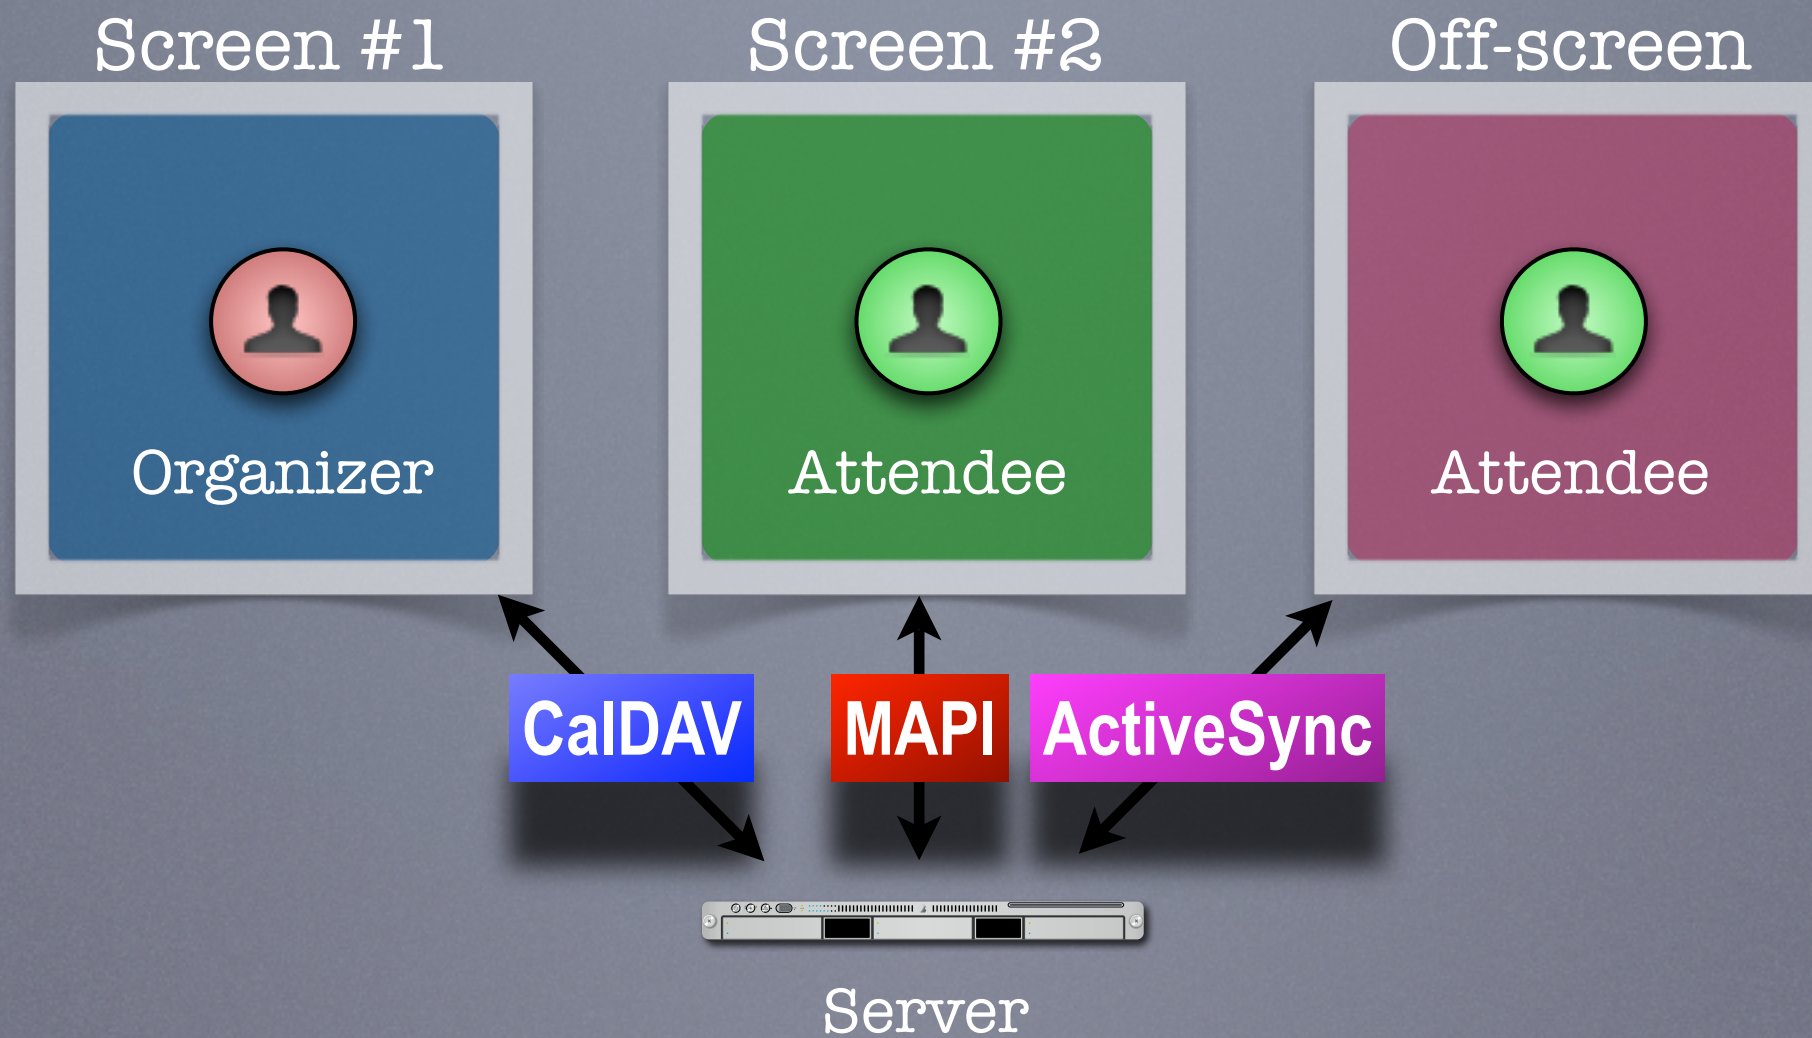 Screen #1
Screen #2
Off-screen
Organizer
Attendee
Attendee
CalDAV
MAPI
ActiveSync
Server